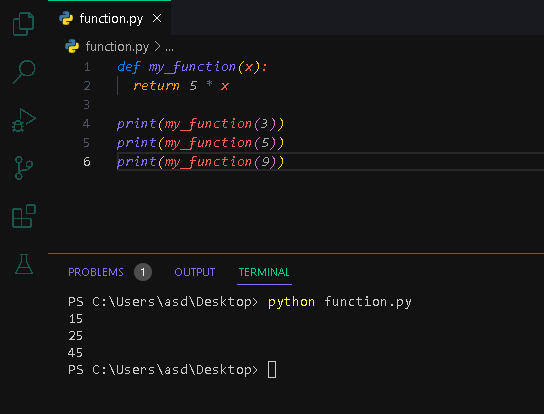 function.py ×
function.py > ...
1 def my_function(x):
2 return 5 * x
3
4 print(my_function(3))
5 print(my_function(5))
6 print(my_function(9))
PROBLEMS 1 OUTPUT TERMINAL
PS C:\Users\asd\Desktop> python function.py
15
25
45
PS C:\Users\asd\Desktop>